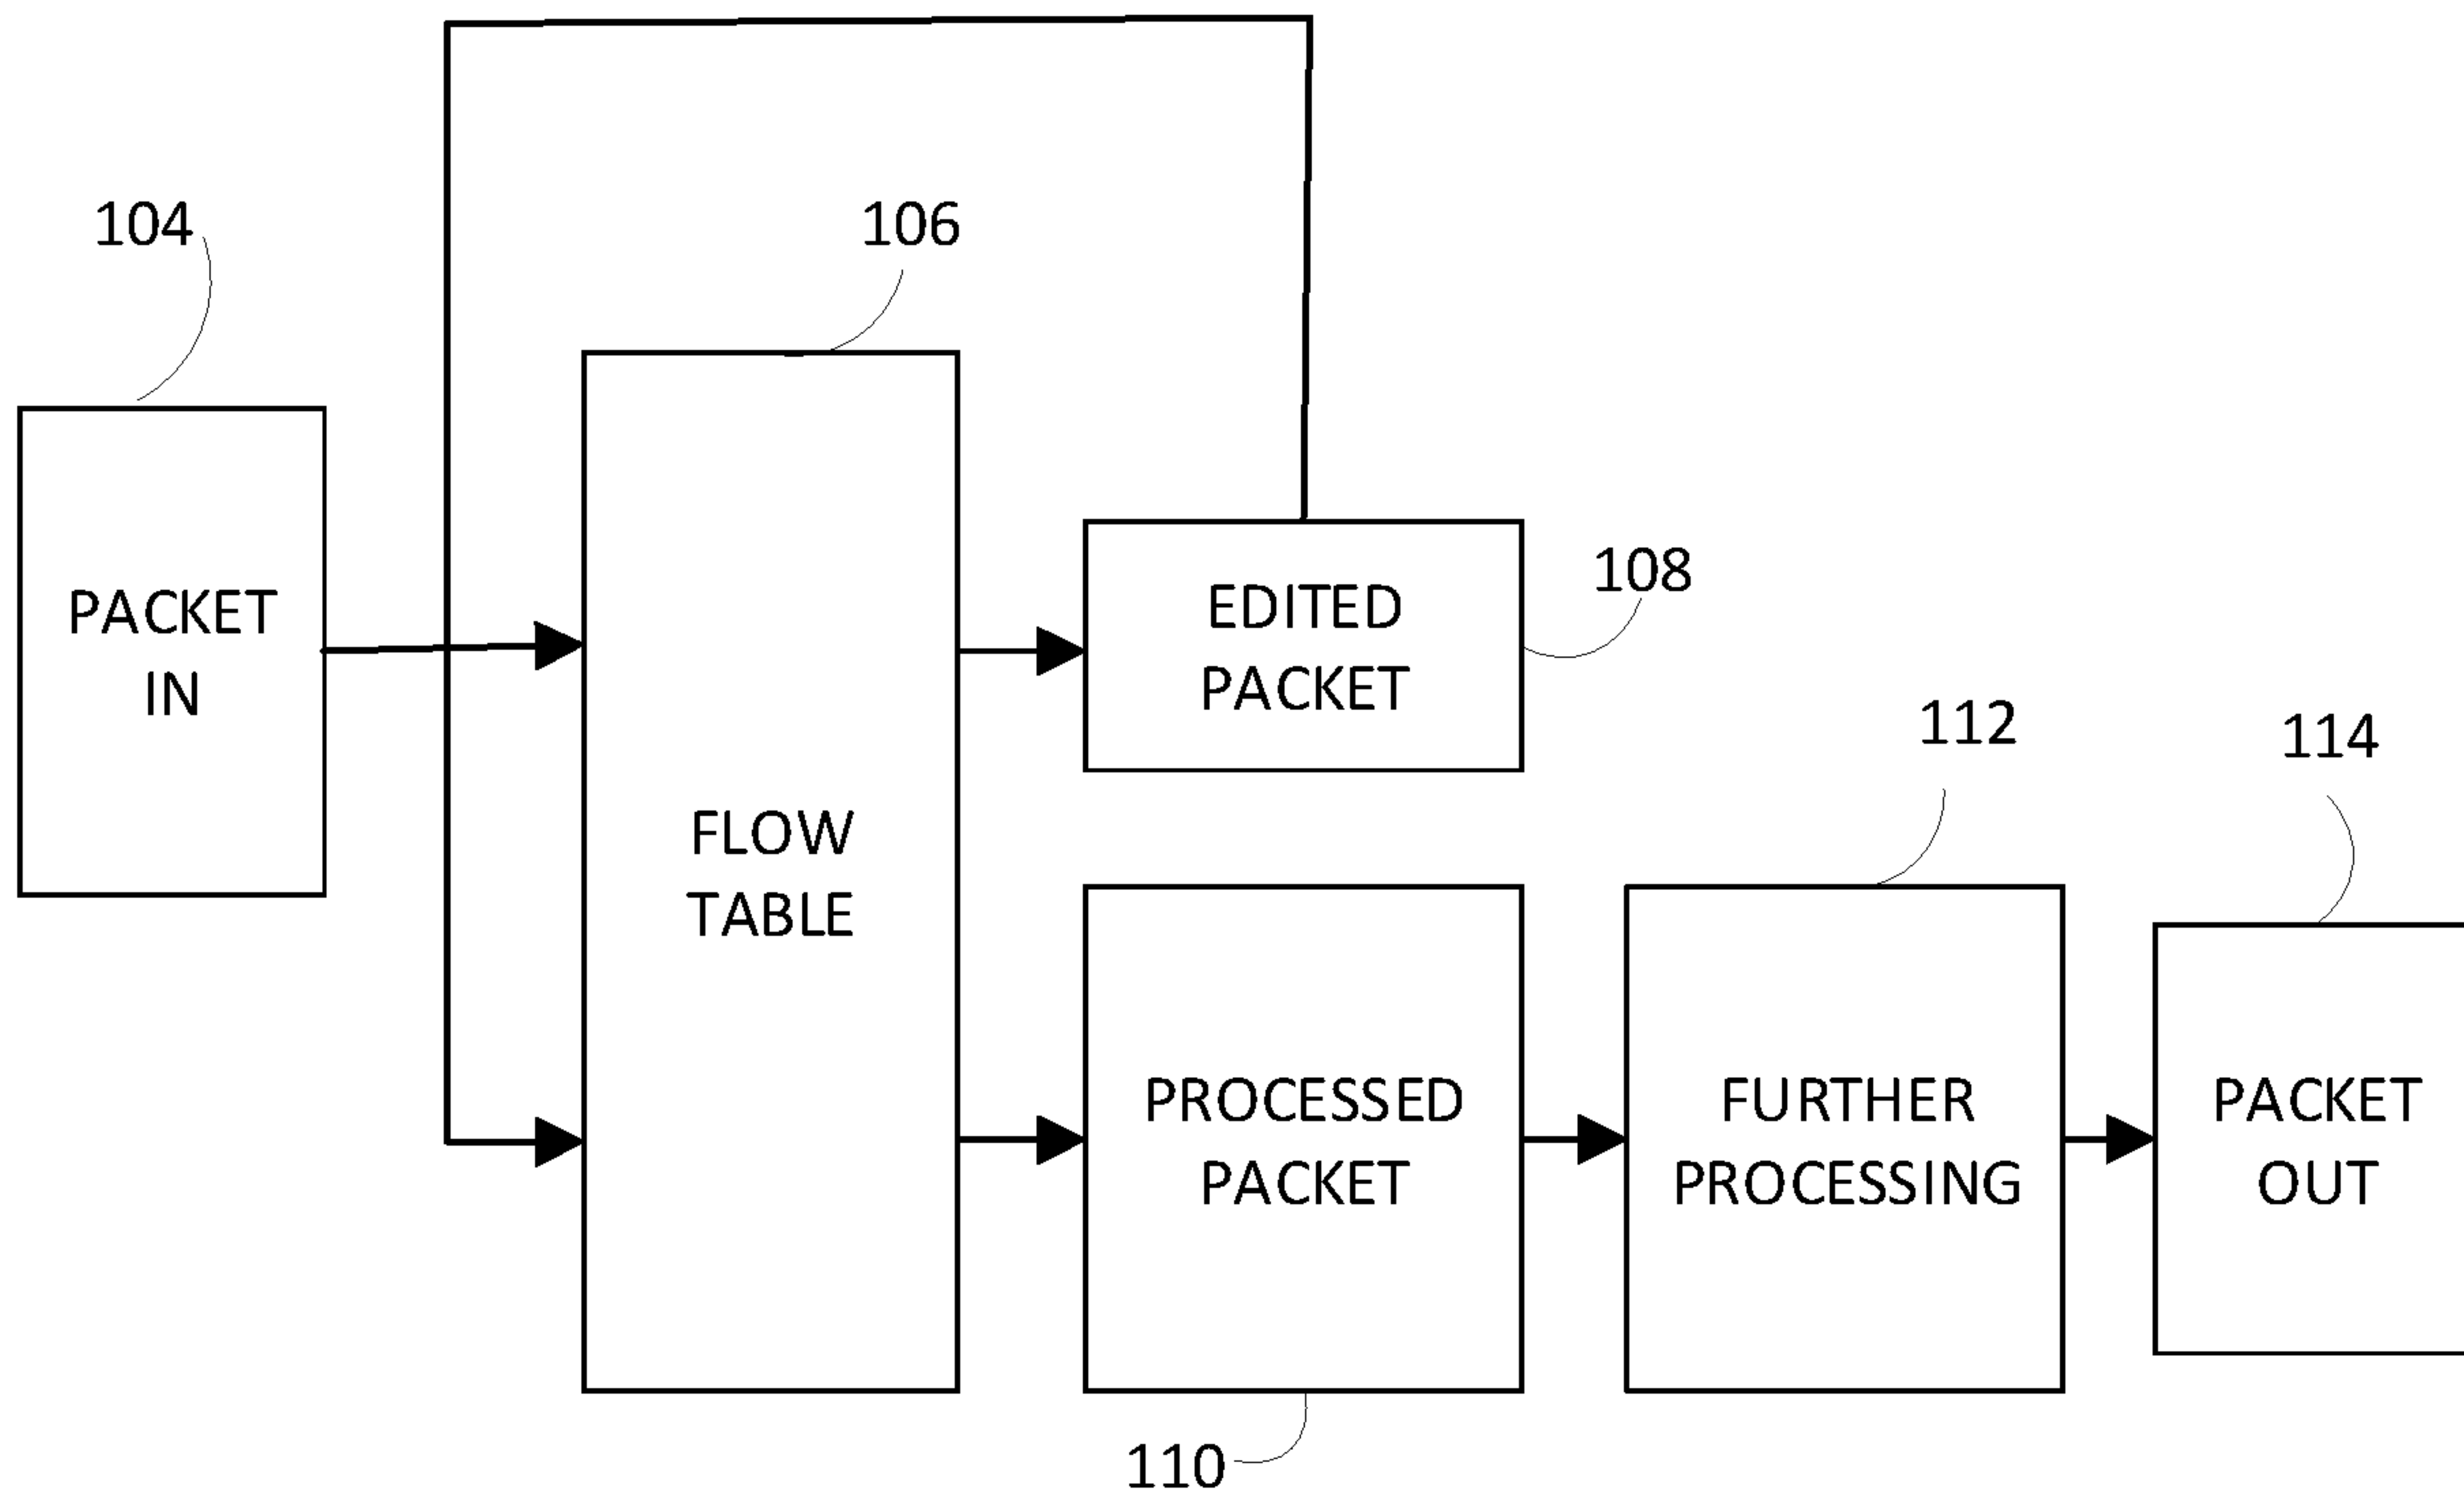 104
106
PACKET
IN
EDITED
PACKET
108
FLOW
TABLE
112
114
PROCESSED
PACKET
FURTHER
PROCESSING
PACKET
OUT
110